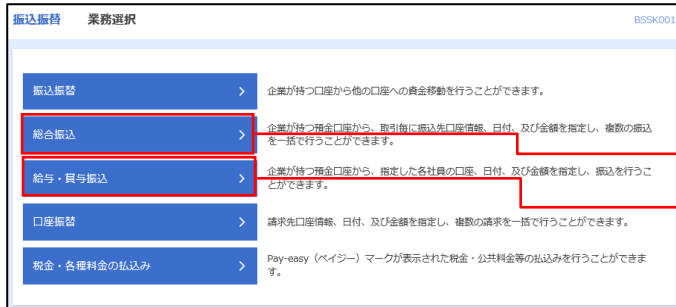 振込振替 業務選択 BSSK001
振込振替
企業が持つ口座から他の口座への資金移動を行うことができます。
総合振込
企業が持つ預金口座から、取引毎に振込先口座情報、日付、及び金額を指定し、複数の振込
を一括で行うことができます。
給与・賞与振込
企業が持つ預金口座から、指定した各社員の口座、日付、及び金額を指定し、振込を行うこ
とができます。
口座振替
請求先口座情報、日付、及び金額を指定し、複数の請求を一括で行うことができます。
税金・各種料金の払込み
Pay-easy（ペイジー）マークが表示された税金・公共料金等の払込みを行うことができま
す。